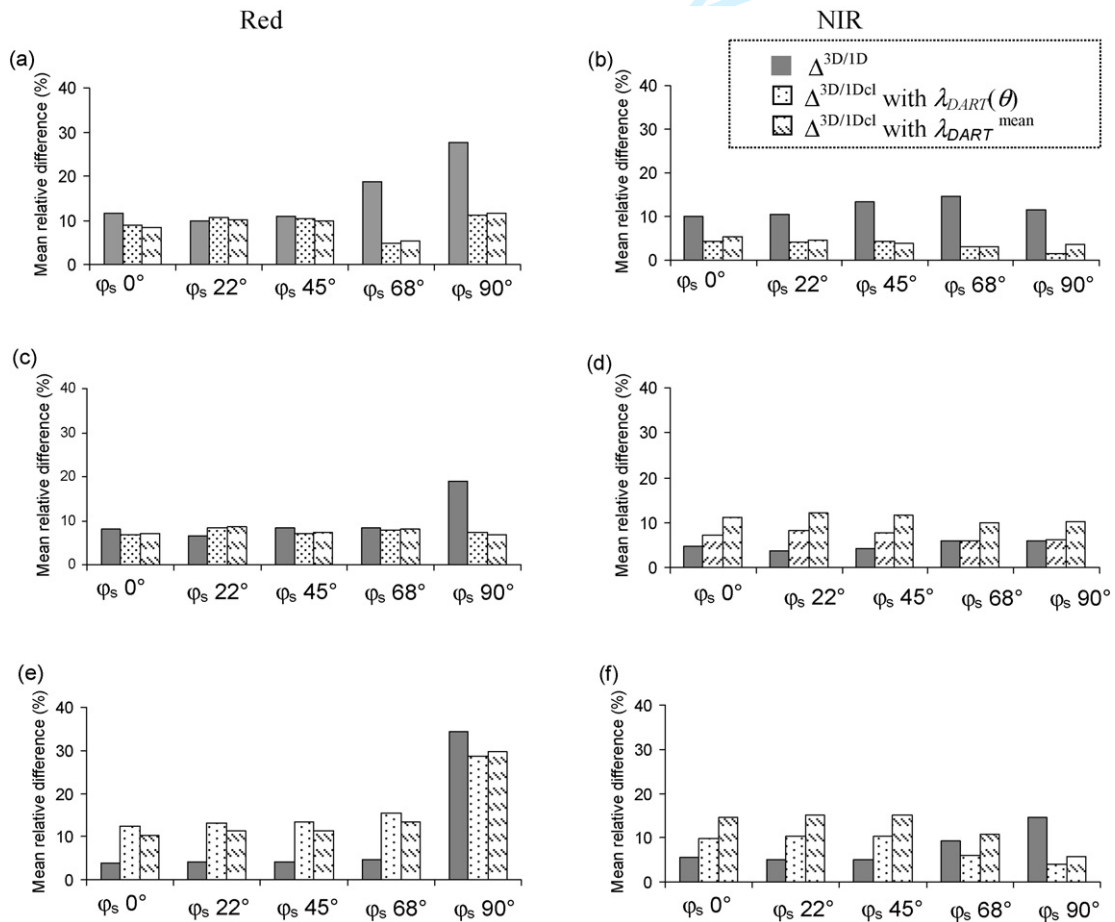 Red
NIR
(a)
Mean relative difference (%)
40
30
20
10
0
φs 0°
φs 22°
φs 45°
φs 68°
φs 90°
(b)
Δ3D/1D
Δ3D/1Dcl with λDART(θ)
Δ3D/1Dcl with λDART mean
Mean relative difference (%)
40
30
20
10
0
φs 0°
φs 22°
φs 45°
φs 68°
φs 90°
(c)
Mean relative difference (%)
40
30
20
10
0
φs 0°
φs 22°
φs 45°
φs 68°
φs 90°
(d)
Mean relative difference (%)
40
30
20
10
0
φs 0°
φs 22°
φs 45°
φs 68°
φs 90°
(e)
Mean relative difference (%)
40
30
20
10
0
φs 0°
φs 22°
φs 45°
φs 68°
φs 90°
(f)
Mean relative difference (%)
40
30
20
10
0
φs 0°
φs 22°
φs 45°
φs 68°
φs 90°